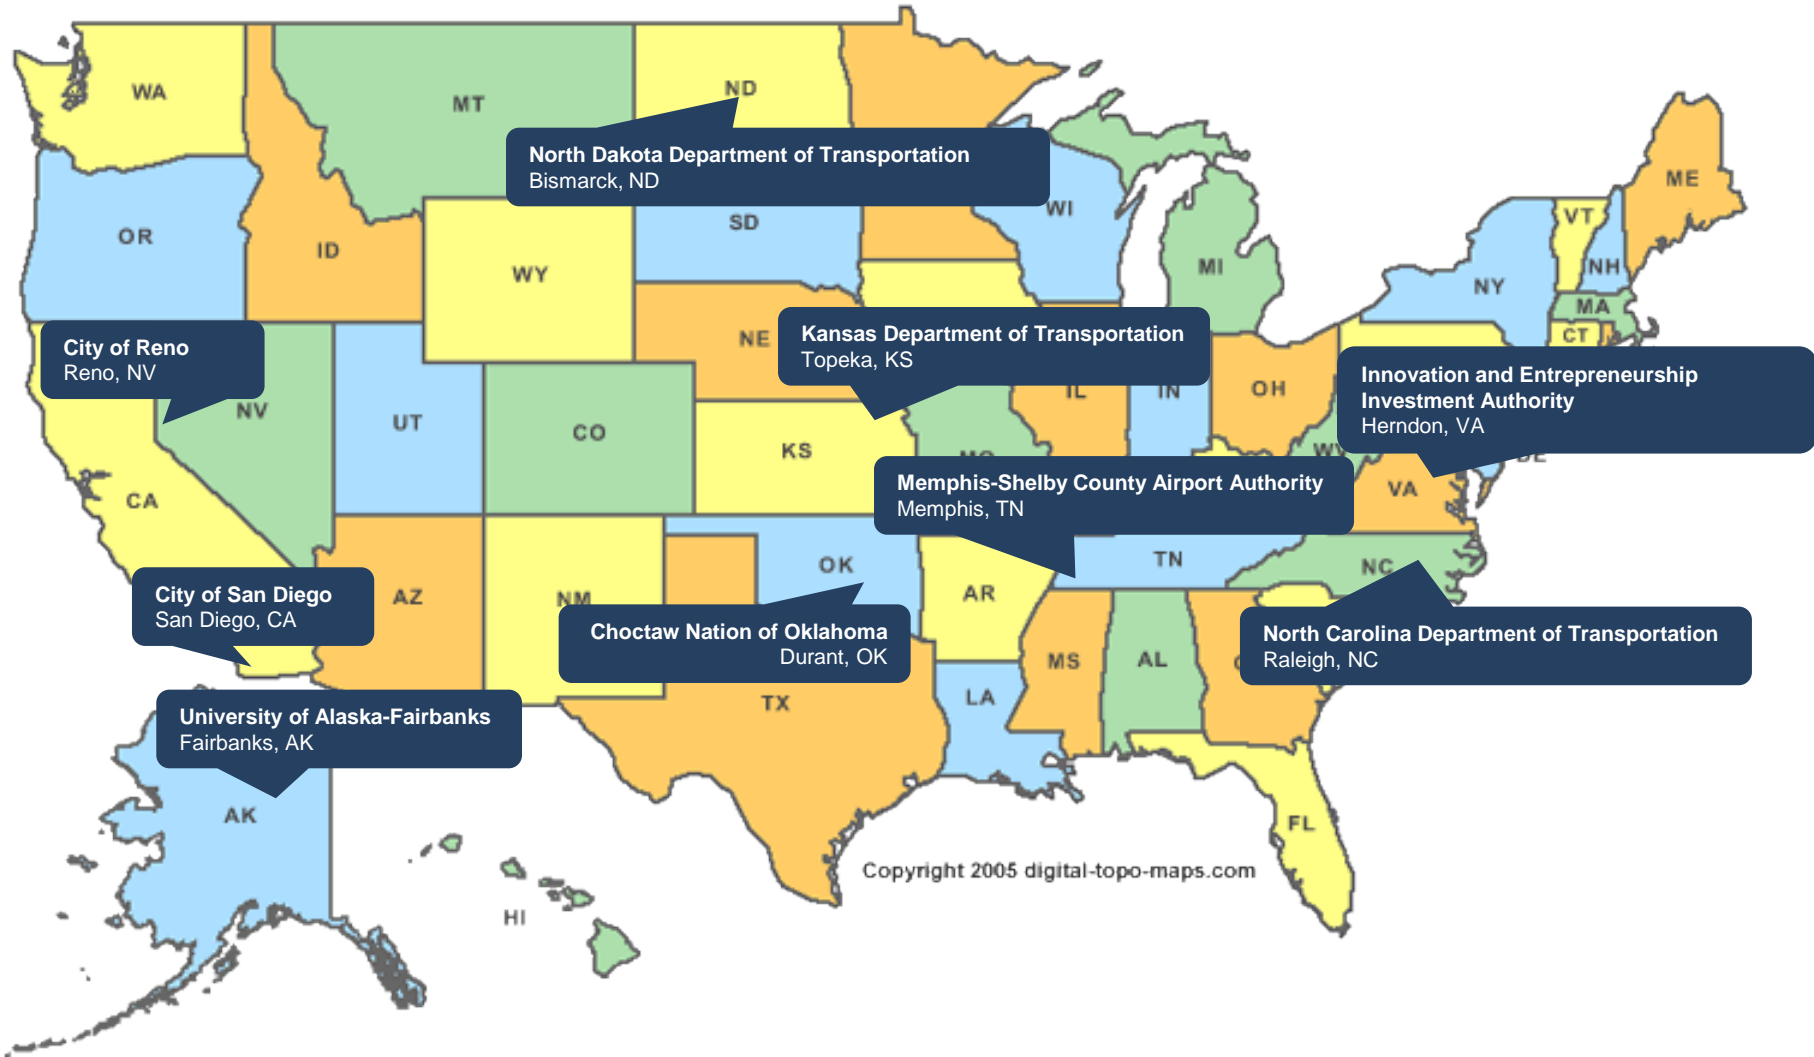 WA
MT
ND
North Dakota Department of Transportation
Bismarck, ND
ME
OR
ID
WY
SD
WI
MI
VT
NH
NY
MA
CT
City of Reno
Reno, NV
NE
Kansas Department of Transportation
Topeka, KS
Innovation and Entrepreneurship
Investment Authority
Herndon, VA
NV
UT
CO
KS
IL
IN
OH
WV
DE
MO
CA
Memphis-Shelby County Airport Authority
Memphis, TN
VA
OK
TN
NC
City of San Diego
San Diego, CA
AZ
NM
AR
Choctaw Nation of Oklahoma
Durant, OK
North Carolina Department of Transportation
Raleigh, NC
MS
AL
TX
LA
University of Alaska-Fairbanks
Fairbanks, AK
AK
FL
Copyright 2005 digital-topo-maps.com
HI